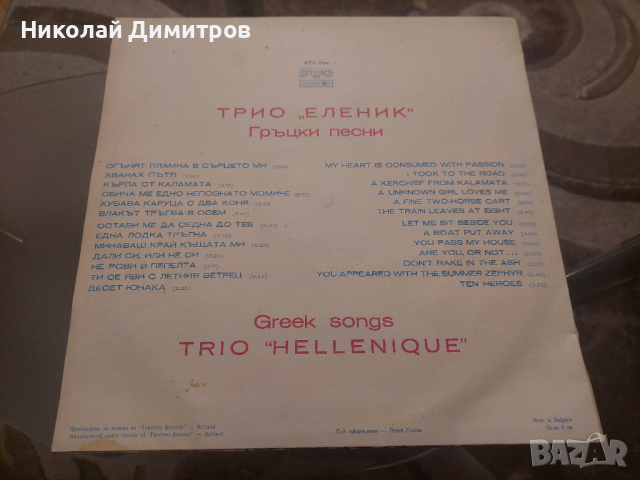 Николай Димитров
ТРИО „ЕЛЕНИК“
Гръцки песни
ОГЪНЯТ ПЛАМНА В СЪРЦЕТО МИ
ХВАНАХ ПЪТЯ
КЪРПА ОТ КАЛАМАТА
ОБИЧА МЕ ЕДНО НЕПОЗНАТО МОМИЧЕ
ХУБАВА КАРУЦА С ДВА КОНЯ
ВЛАКЪТ ТРЪГВА В ОСЕМ
ОСТАВИ МЕ ДА СЕДНА ДО ТЕБ
ЕДНА ЛОДКА ТРЪГНА
МИНАВАШ КРАЙ КЪЩАТА МИ
ДАЛИ СИ, ИЛИ НЕ СИ
НЕ РОВИ В ПЕПЕЛТА
ТИ СЕ ЯВИ С ЛЕТНИЯ ВЕТРЕЦ
ДЕСЕТ ЮНАКА
MY HEART IS CONSUMED WITH PASSION
I TOOK TO THE ROAD
A KERCHIEF FROM KALAMATA
A UNKNOWN GIRL LOVES ME
A FINE TWO-HORSE CART
THE TRAIN LEAVES AT EIGHT
LET ME SIT BESIDE YOU
A BOAT PUT AWAY
YOU PASS MY HOUSE
ARE YOU, OR NOT ...
DON'T RAKE IN THE ASH
YOU APPEARED WITH THE SUMMER ZEPHYR
TEN HEROES
Greek songs
TRIO "HELLENIQUE"
Made in Bulgaria
BAZAR